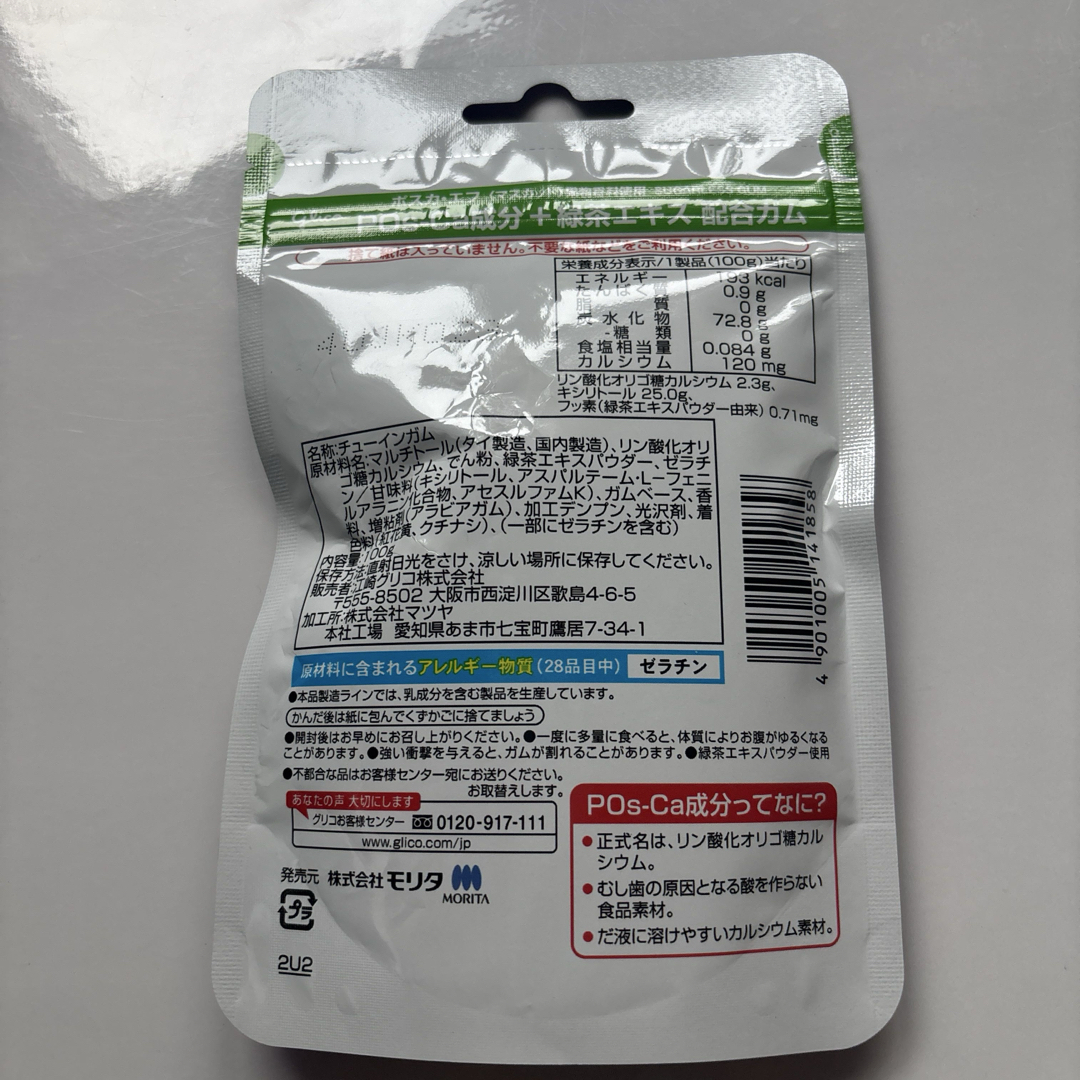 POs-Ca成分+緑茶エキス 配合ガム
捨て紙は入っていません。不要な紙などをご利用ください。
栄養成分表示/1製品(100g)当たり
エネルギー 193 kcal
たんぱく質 0.9 g
脂質 0 g
炭水化物 72.8 g
-糖類 0 g
食塩相当量 0.084 g
カルシウム 120 mg
リン酸化オリゴ糖カルシウム 2.3g、
キシリトール 25.0g、
フッ素(緑茶エキスパウダー由来) 0.71mg
名称:チューインガム
原材料名:マルチトール(タイ製造、国内製造)、リン酸化オリ
ゴ糖カルシウム、でん粉、緑茶エキスパウダー、ゼラチ
ン/甘味料(キシリトール、アスパルテーム・L-フェニ
ルアラニン化合物、アセスルファムK)、ガムベース、香
料、増粘剤(アラビアガム)、加工デンプン、光沢剤、着
色料(紅花黄、クチナシ)、(一部にゼラチンを含む)
内容量:100g
保存方法:直射日光をさけ、涼しい場所に保存してください。
販売者:江崎グリコ株式会社
〒555-8502 大阪市西淀川区歌島4-6-5
加工所:株式会社マツヤ
本社工場 愛知県あま市七宝町鷹居7-34-1
4 901005 141858
原材料に含まれるアレルギー物質(28品目中) ゼラチン
●本品製造ラインでは、乳成分を含む製品を生産しています。
かんだ後は紙に包んでくずかごに捨てましょう
●開封後はお早めにお召し上がりください。●一度に多量に食べると、体質によりお腹がゆるくなる
ことがあります。●強い衝撃を与えると、ガムが割れることがあります。●緑茶エキスパウダー使用
●不都合な品はお客様センター宛にお送りください。
お取替えします。
あなたの声 大切にします
グリコお客様センター 0120-917-111
www.glico.com/jp
発売元 株式会社モリタ
MORITA
プラ
2U2
POs-Ca成分ってなに?
●正式名は、リン酸化オリゴ糖カル
シウム。
●むし歯の原因となる酸を作らない
食品素材。
●だ液に溶けやすいカルシウム素材。